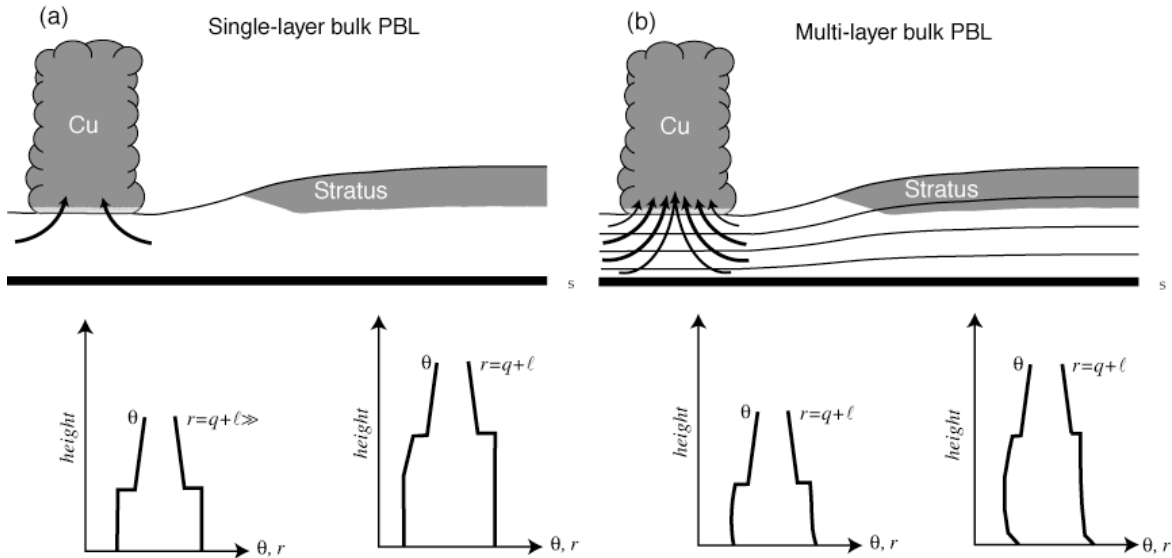 (a)
Single-layer bulk PBL
Cu
Stratus
s
height
θ
r=q+ℓ≫
θ, r
height
θ
r=q+ℓ
(b)
Multi-layer bulk PBL
Cu
Stratus
s
height
θ
r=q+ℓ
height
θ
r=q+ℓ
θ, r